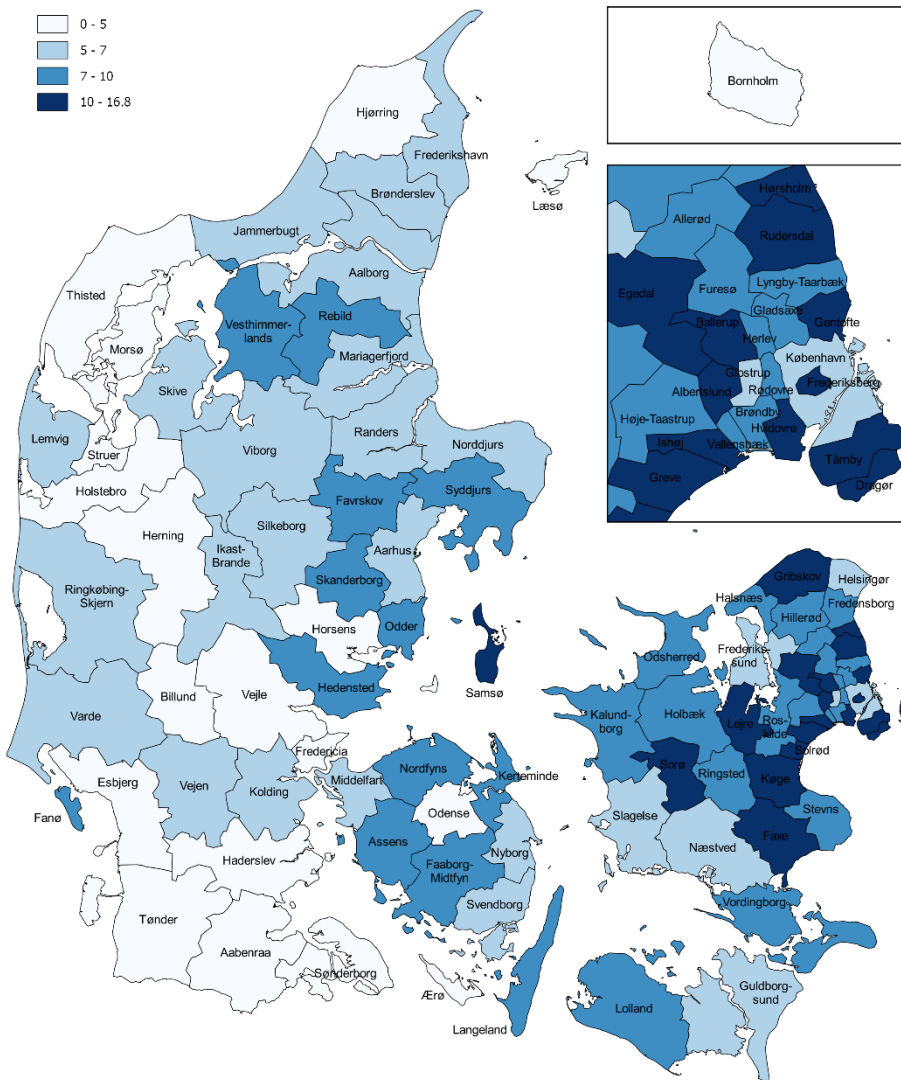 0 - 5
5 - 7
7 - 10
10 - 16.8
Bornholm
Hjørring
Frederikshavn
Brønderslev
Læsø
Jammerbugt
Aalborg
Thisted
Vesthimmer-
lands
Rebild
Morsø
Mariagerfjord
Skive
Lemvig
Randers
Norddjurs
Struer
Viborg
Holstebro
Favrskov
Syddjurs
Herning
Silkeborg
Ikast-
Brande
Aarhus
Ringkøbing-
Skjern
Skanderborg
Horsens
Odder
Samsø
Hedensted
Billund
Vejle
Varde
Fredericia
Esbjerg
Vejen
Kolding
Middelfart
Nordfyns
Kerteminde
Fanø
Odense
Assens
Nyborg
Haderslev
Faaborg-
Midtfyn
Svendborg
Tønder
Aabenraa
Sønderborg
Ærø
Langeland
Hørsholm
Allerød
Rudersdal
Egedal
Furesø
Lyngby-Taarbæk
Gladsaxe
Ballerup
Gentofte
Herlev
København
Glostrup
Frederiksberg
Albertslund
Rødovre
Høje-Taastrup
Brøndby
Hvidovre
Ishøj
Vallensbæk
Greve
Tårnby
Dragør
Gribskov
Helsingør
Halsnæs
Fredensborg
Hillerød
Odsherred
Frederiks-
sund
Kalund-
borg
Holbæk
Lejre
Ros-
kilde
Solrød
Sorø
Ringsted
Køge
Slagelse
Stevns
Næstved
Faxe
Vordingborg
Guldborg-
sund
Lolland